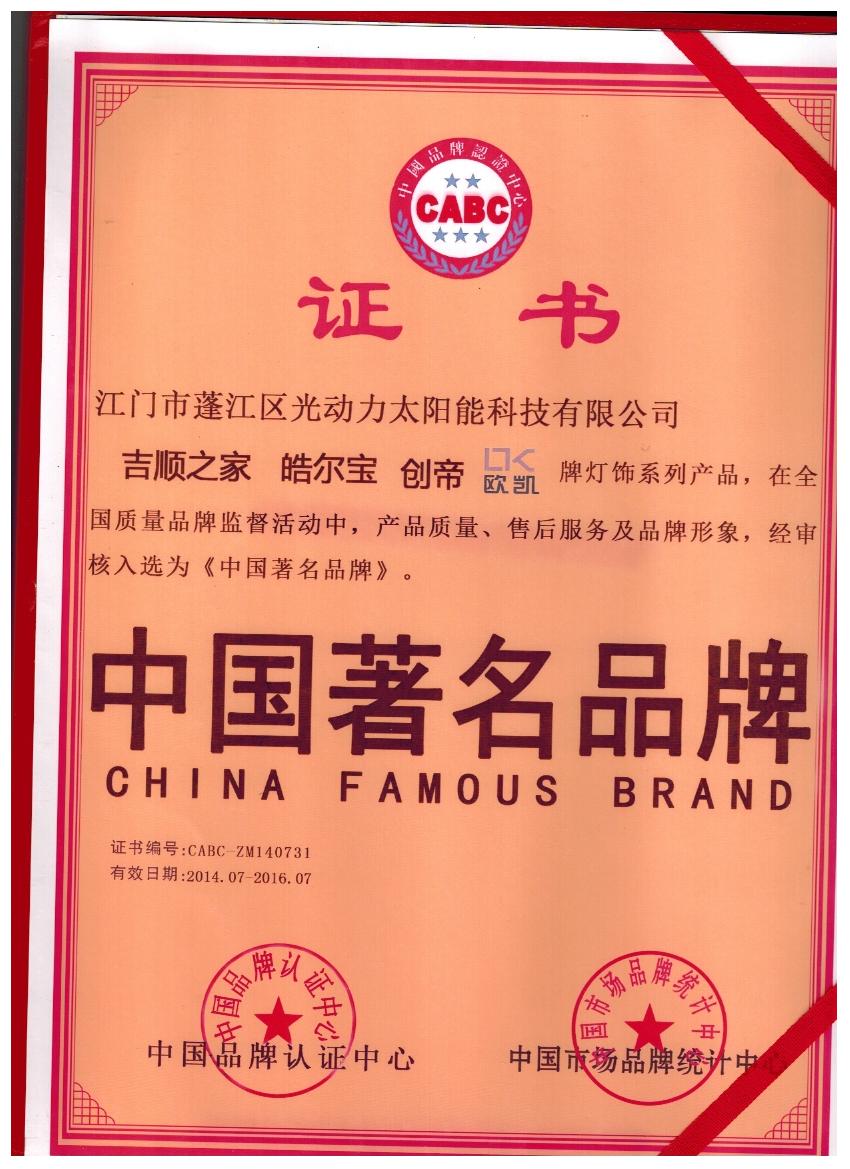 中國品牌認證中心
CABC
证书
江门市蓬江区光动力太阳能科技有限公司
吉顺之家 皓尔宝 创帝 欧凯 牌灯饰系列产品，在全
国质量品牌监督活动中，产品质量、售后服务及品牌形象，经审
核入选为《中国著名品牌》。
中国著名品牌
CHINA FAMOUS BRAND
证书编号:CABC-ZM140731
有效日期:2014.07-2016.07
中国品牌认证中心
中国市场品牌统计中心
中国品牌认证中心
中国市场品牌统计中心